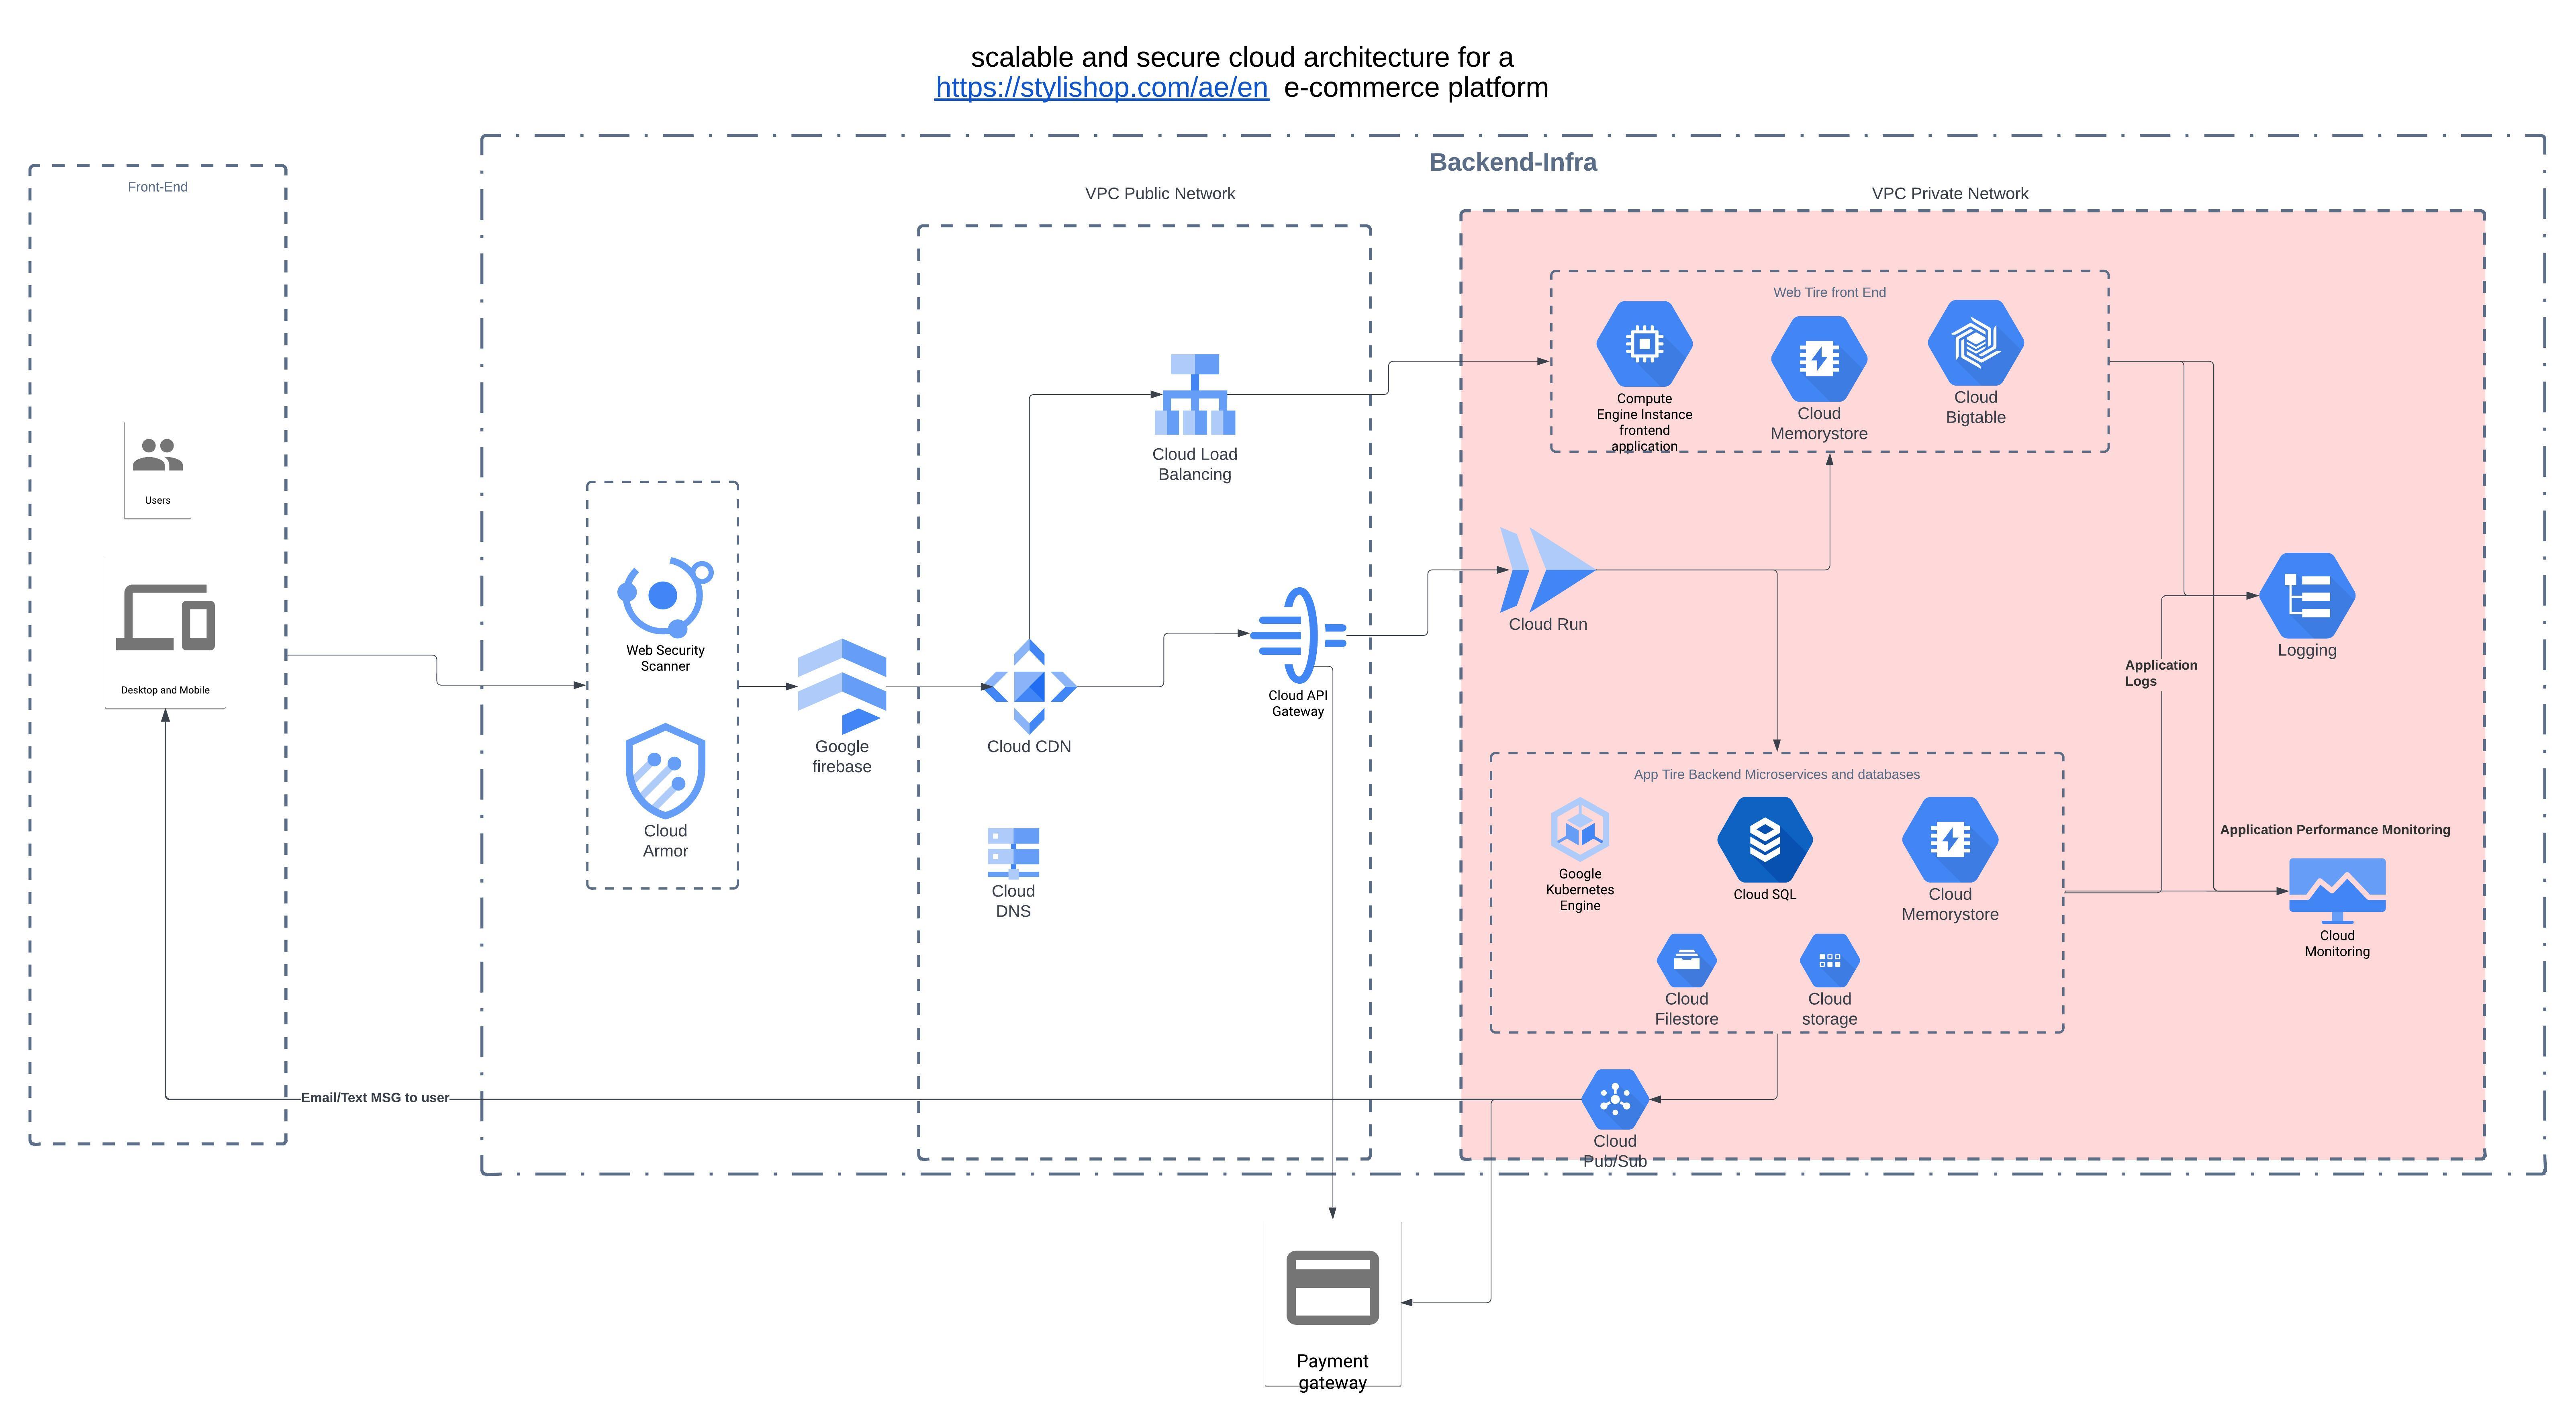 scalable and secure cloud architecture for a
https://stylishop.com/ae/en e-commerce platform
Backend-Infra
Front-End
VPC Public Network
VPC Private Network
Web Tire front End
Compute
Engine Instance
frontend
application
Cloud
Memorystore
Cloud
Bigtable
Cloud Load
Balancing
Users
Desktop and Mobile
Web Security
Scanner
Cloud
Armor
Google
firebase
Cloud CDN
Cloud
DNS
Cloud API
Gateway
Cloud Run
Logging
Application
Logs
App Tire Backend Microservices and databases
Google
Kubernetes
Engine
Cloud SQL
Cloud
Memorystore
Cloud
Filestore
Cloud
storage
Application Performance Monitoring
Cloud
Monitoring
Email/Text MSG to user
Cloud
Pub/Sub
Payment
gateway